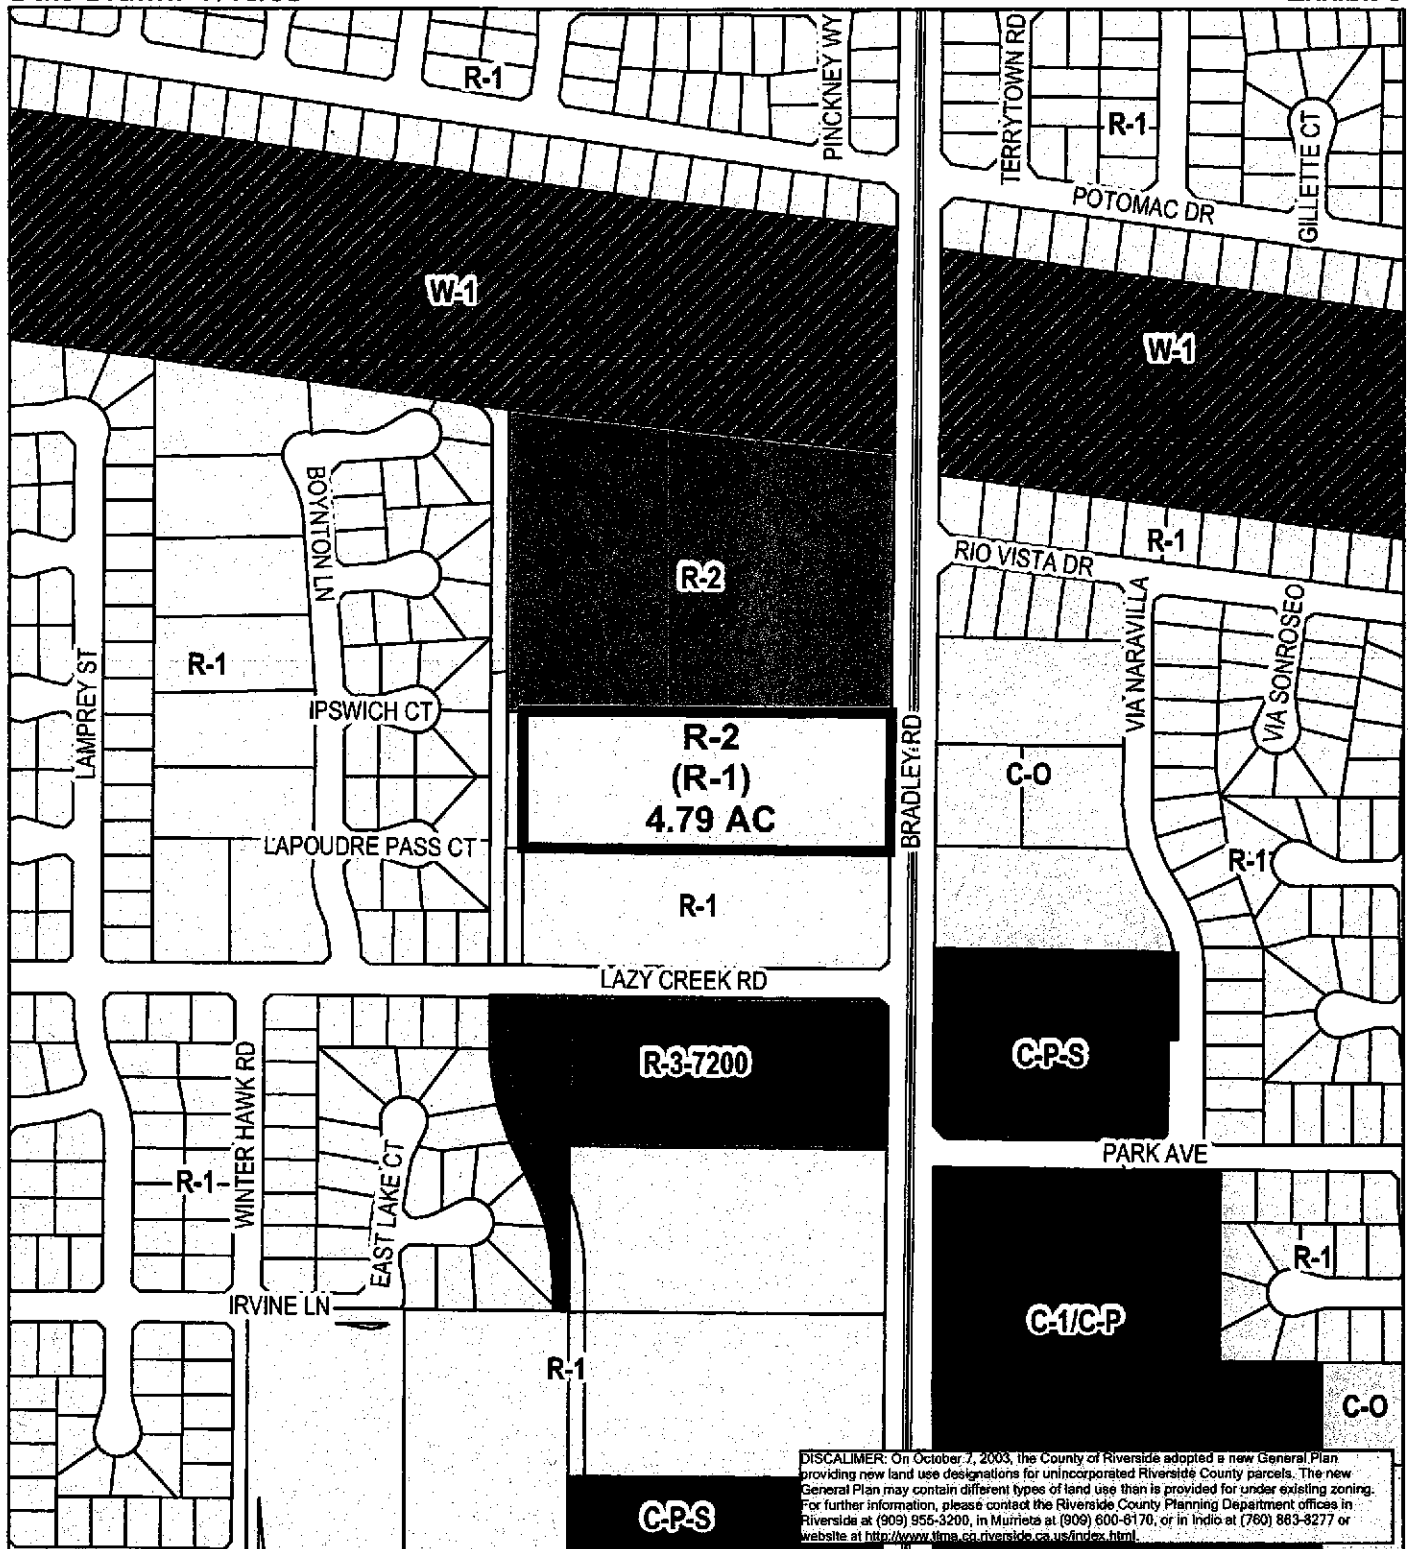 R-1
PINCKNEY WY
TERRYTOWN RD
R-1
GILLETTE CT
POTOMAC DR
W-1
W-1
BOYNTON LN
R-2
RIO VISTA DR
R-1
LAMPREY ST
R-1
IPSWICH CT
R-2
(R-1)
4.79 AC
BRADLEY RD
VIA NARAVILLA
VIA SONROSEO
C-O
LAPOUDRE PASS CT
R-1
R-1
LAZY CREEK RD
R-3-7200
C-P-S
WINTER HAWK RD
EAST LAKE CT
PARK AVE
R-1
R-1
IRVINE LN
C-1/C-P
R-1
C-O
C-P-S
DISCALIMER: On October 7, 2003, the County of Riverside adopted a new General Plan
providing new land use designations for unincorporated Riverside County parcels. The new
General Plan may contain different types of land use than is provided for under existing zoning.
For further information, please contact the Riverside County Planning Department offices in
Riverside at (909) 955-3200, in Murrieta at (909) 600-6170, or in Indio at (760) 863-8277 or
website at http://www.tlma.co.riverside.ca.us/index.html.